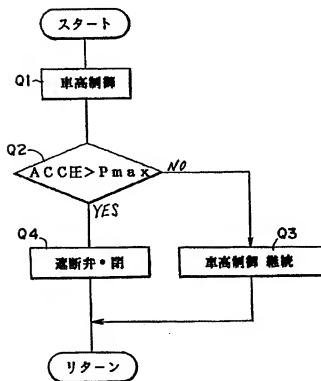 スタート
Q1
車高制御
Q2
ACC圧>Pmax
NO
YES
Q4
遮断弁・閉
Q3
車高制御 継続
リターン